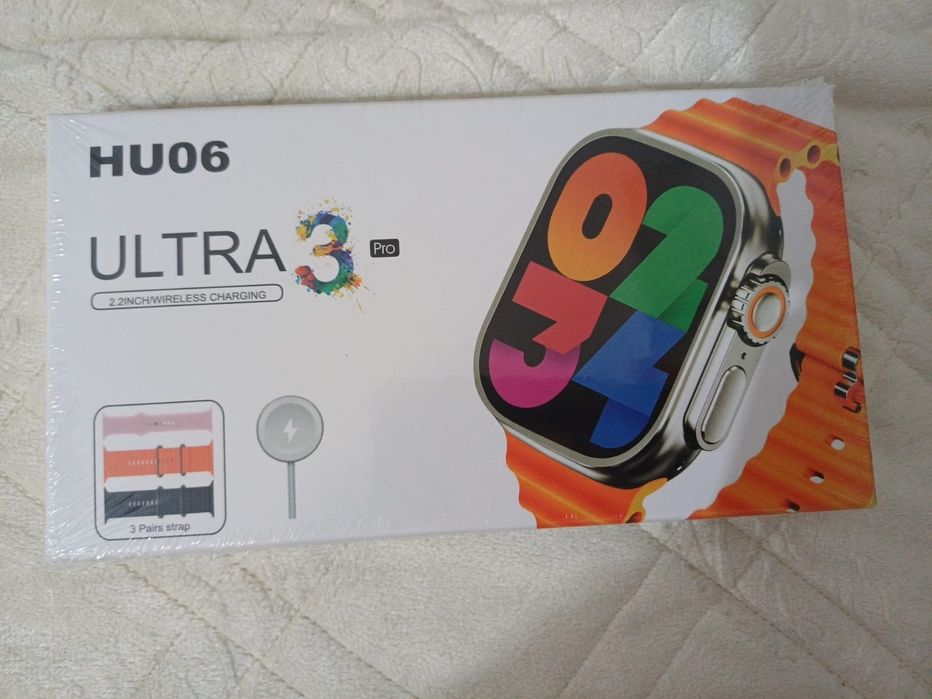 HU06
ULTRA 3 Pro
2.2INCH/WIRELESS CHARGING
02
34
3 Pairs strap